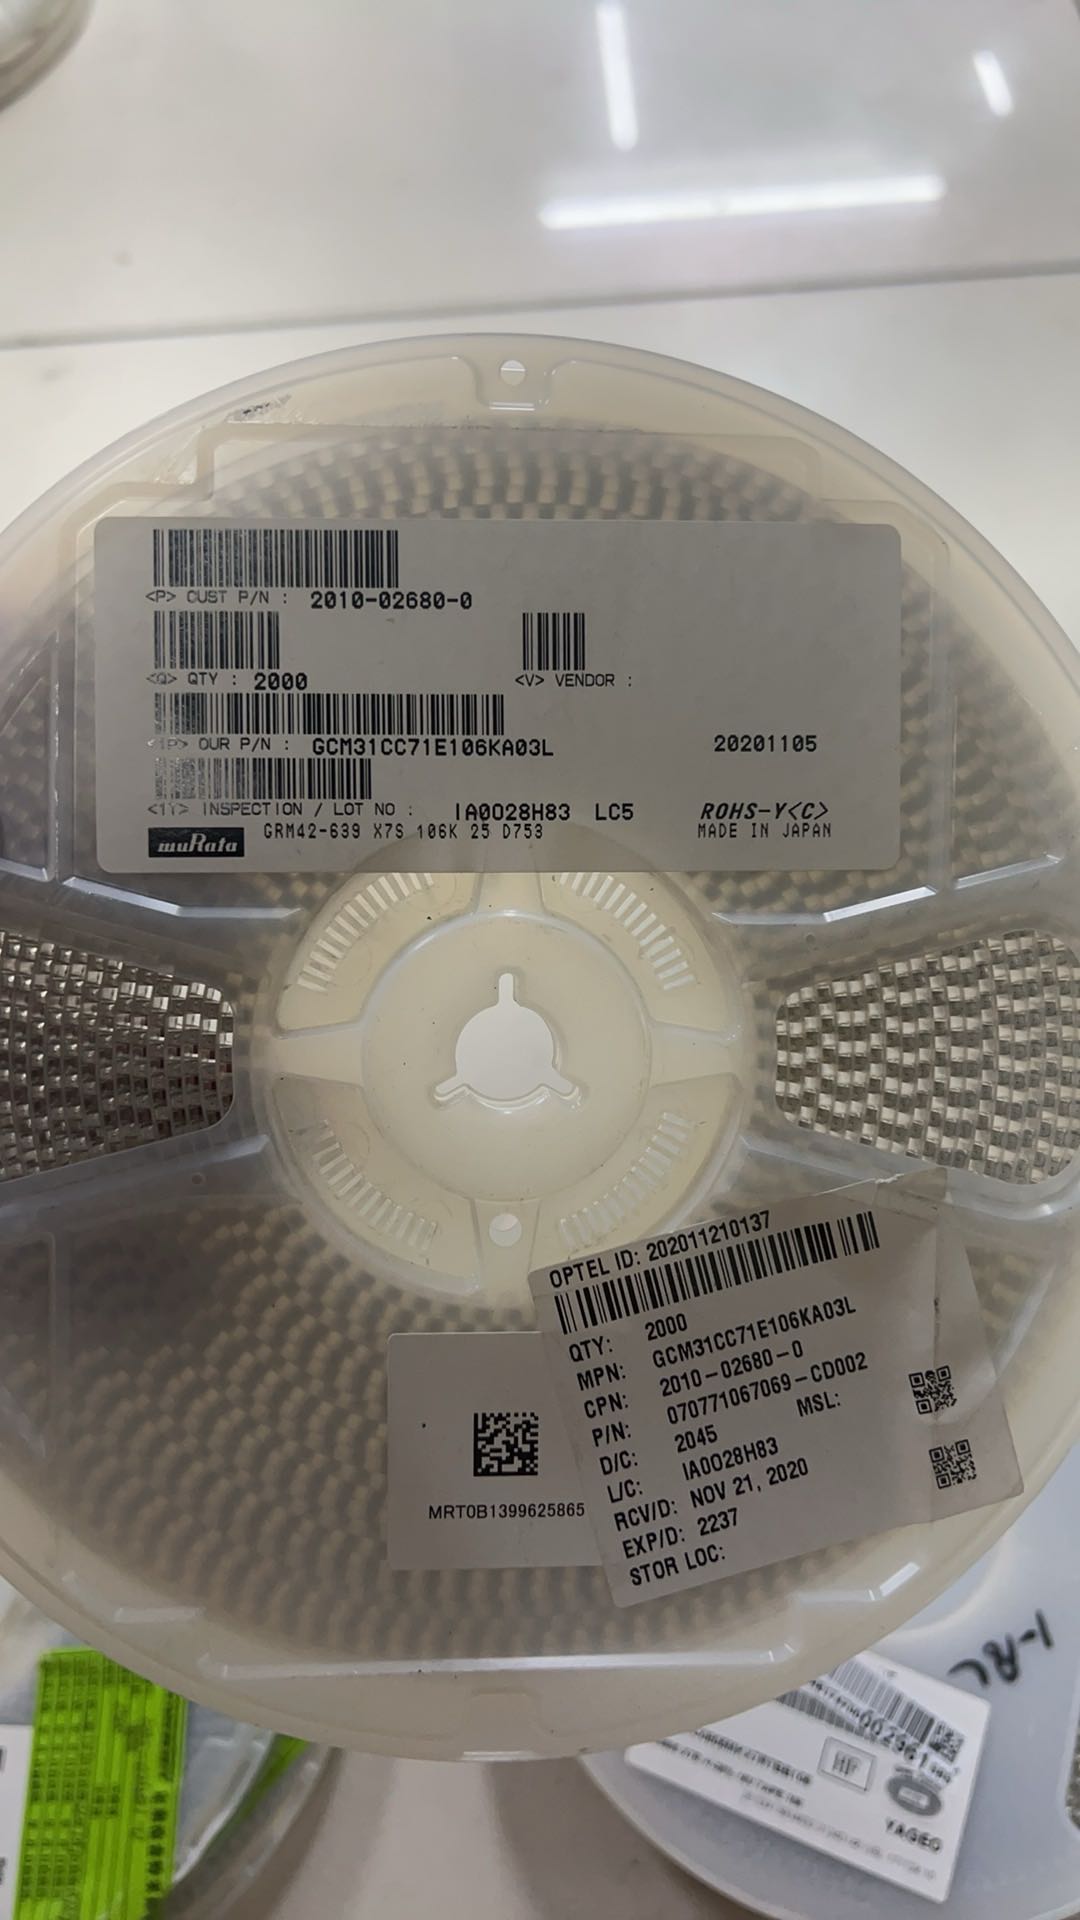 <P> CUST P/N : 2010-02680-0
<Q> QTY : 2000
<V> VENDOR :
<1P> OUR P/N : GCM31CC71E106KA03L
20201105
<1T> INSPECTION / LOT NO : IA0028H83 LC5
ROHS-Y<C>
muRata
GRM42-639 X7S 106K 25 D753
MADE IN JAPAN
OPTEL ID: 202011210137
QTY: 2000
MPN: GCM31CC71E106KA03L
CPN: 2010-02680-0
P/N: 070771067069-CD002
D/C: 2045 MSL:
L/C: IA0028H83
RCV/D: NOV 21, 2020
EXP/D: 2237
STOR LOC:
MRT0B1399625865
YAGEO